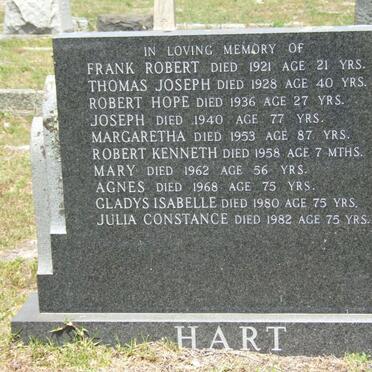 IN LOVING MEMORY OF
FRANK ROBERT DIED 1921 AGE 21 YRS.
THOMAS JOSEPH DIED 1928 AGE 40 YRS.
ROBERT HOPE DIED 1936 AGE 27 YRS.
JOSEPH DIED 1940 AGE 77 YRS.
MARGARETHA DIED 1953 AGE 87 YRS.
ROBERT KENNETH DIED 1958 AGE 7 MTHS.
MARY DIED 1962 AGE 56 YRS.
AGNES DIED 1968 AGE 75 YRS.
GLADYS ISABELLE DIED 1980 AGE 75 YRS.
JULIA CONSTANCE DIED 1982 AGE 75 YRS.
HART